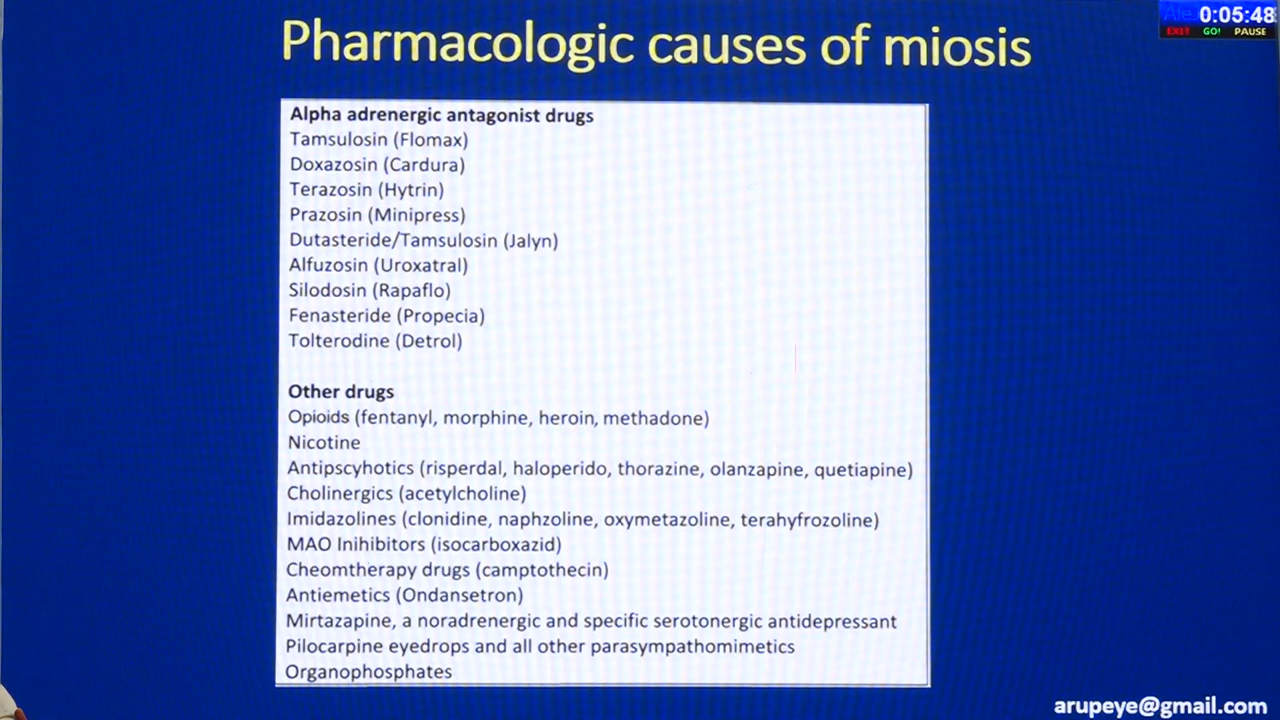 Pharmacologic causes of miosis
0:05:48
EXIT GO! PAUSE
Alpha adrenergic antagonist drugs
Tamsulosin (Flomax)
Doxazosin (Cardura)
Terazosin (Hytrin)
Prazosin (Minipress)
Dutasteride/Tamsulosin (Jalyn)
Alfuzosin (Uroxatral)
Silodosin (Rapaflo)
Fenasteride (Propecia)
Tolterodine (Detrol)
Other drugs
Opioids (fentanyl, morphine, heroin, methadone)
Nicotine
Antipscyhotics (risperdal, haloperido, thorazine, olanzapine, quetiapine)
Cholinergics (acetylcholine)
Imidazolines (clonidine, naphzoline, oxymetazoline, terahyfrozoline)
MAO Inihibitors (isocarboxazid)
Cheomtherapy drugs (camptothecin)
Antiemetics (Ondansetron)
Mirtazapine, a noradrenergic and specific serotonergic antidepressant
Pilocarpine eyedrops and all other parasympathomimetics
Organophosphates
arupeye@gmail.com